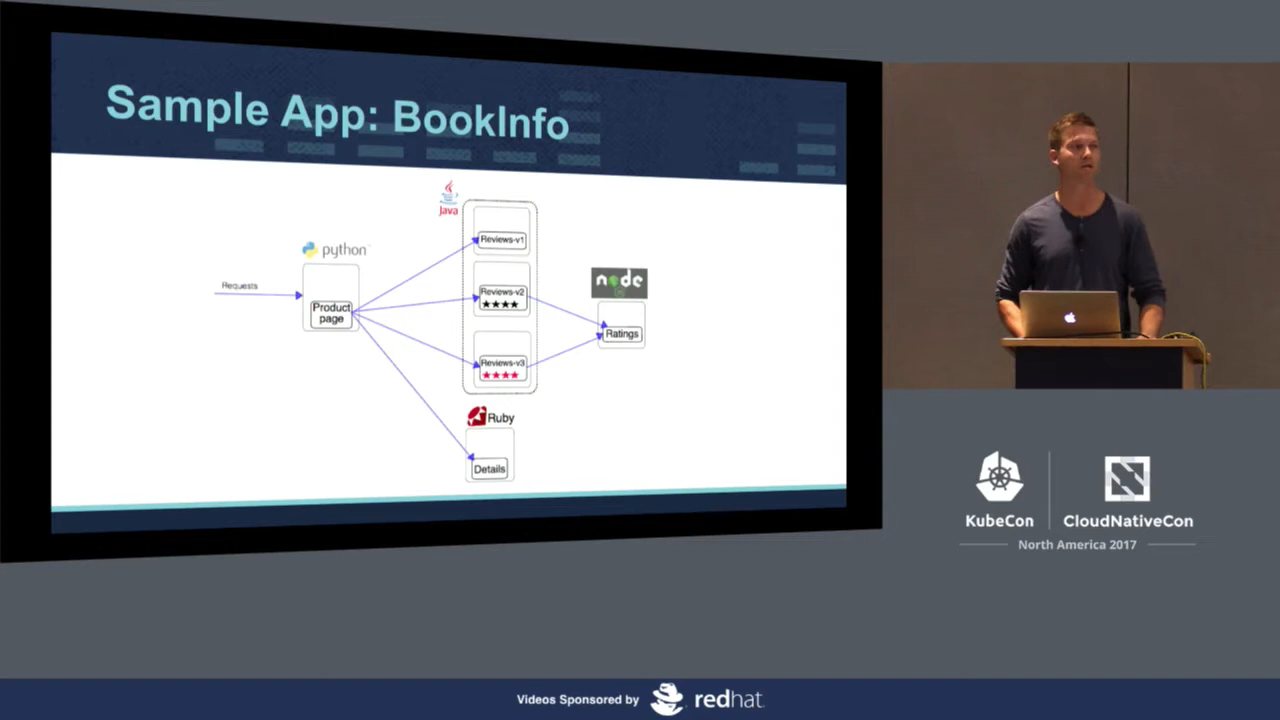 Sample App: BookInfo
Java
python
Reviews-v1
Requests
node
Product
page
Reviews-v2
Ratings
Reviews-v3
Ruby
Details
KubeCon
CloudNativeCon
North America 2017
Videos Sponsored by
redhat.